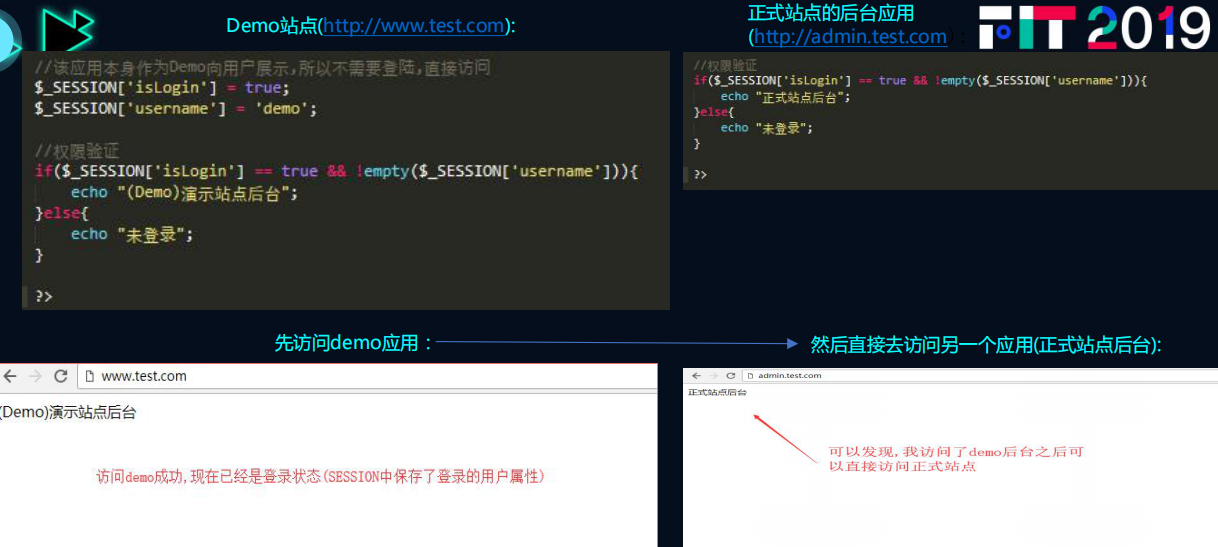 Demo站点(http://www.test.com):
正式站点的后台应用
(http://admin.test.com):
FIT 2019
//该应用本身作为Demo向用户展示,所以不需要登陆,直接访问
$_SESSION['isLogin'] = true;
$_SESSION['username'] = 'demo';
//权限验证
if($_SESSION['isLogin'] == true && !empty($_SESSION['username'])){
echo "(Demo)演示站点后台";
}else{
echo "未登录";
}
?>
//权限验证
if($_SESSION['isLogin'] == true && !empty($_SESSION['username'])){
echo "正式站点后台";
}else{
echo "未登录";
}
?>
先访问demo应用：
然后直接去访问另一个应用(正式站点后台):
www.test.com
(Demo)演示站点后台
访问demo成功,现在已经是登录状态(SESSION中保存了登录的用户属性)
admin.test.com
正式站点后台
可以发现,我访问了demo后台之后可
以直接访问正式站点